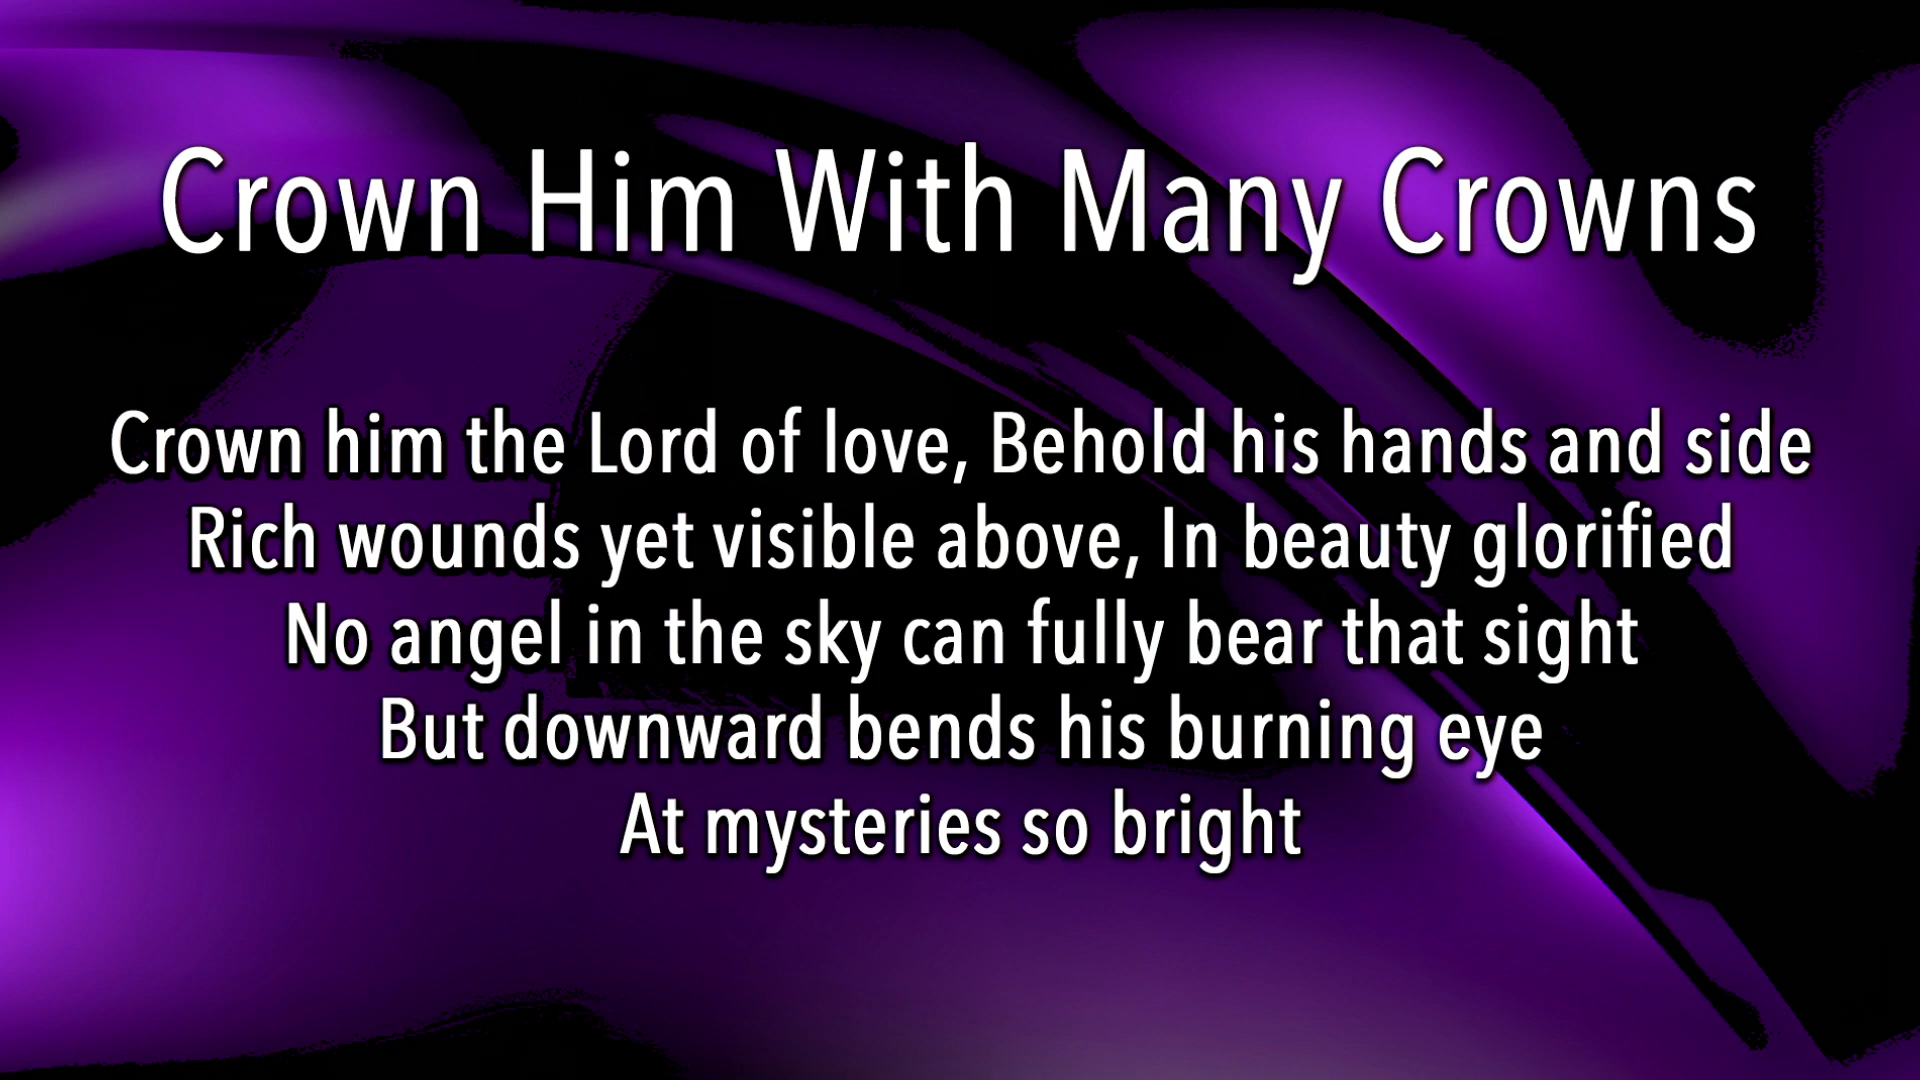 Crown Him With Many Crowns
Crown him the Lord of love, Behold his hands and side
Rich wounds yet visible above, In beauty glorified
No angel in the sky can fully bear that sight
But downward bends his burning eye
At mysteries so bright